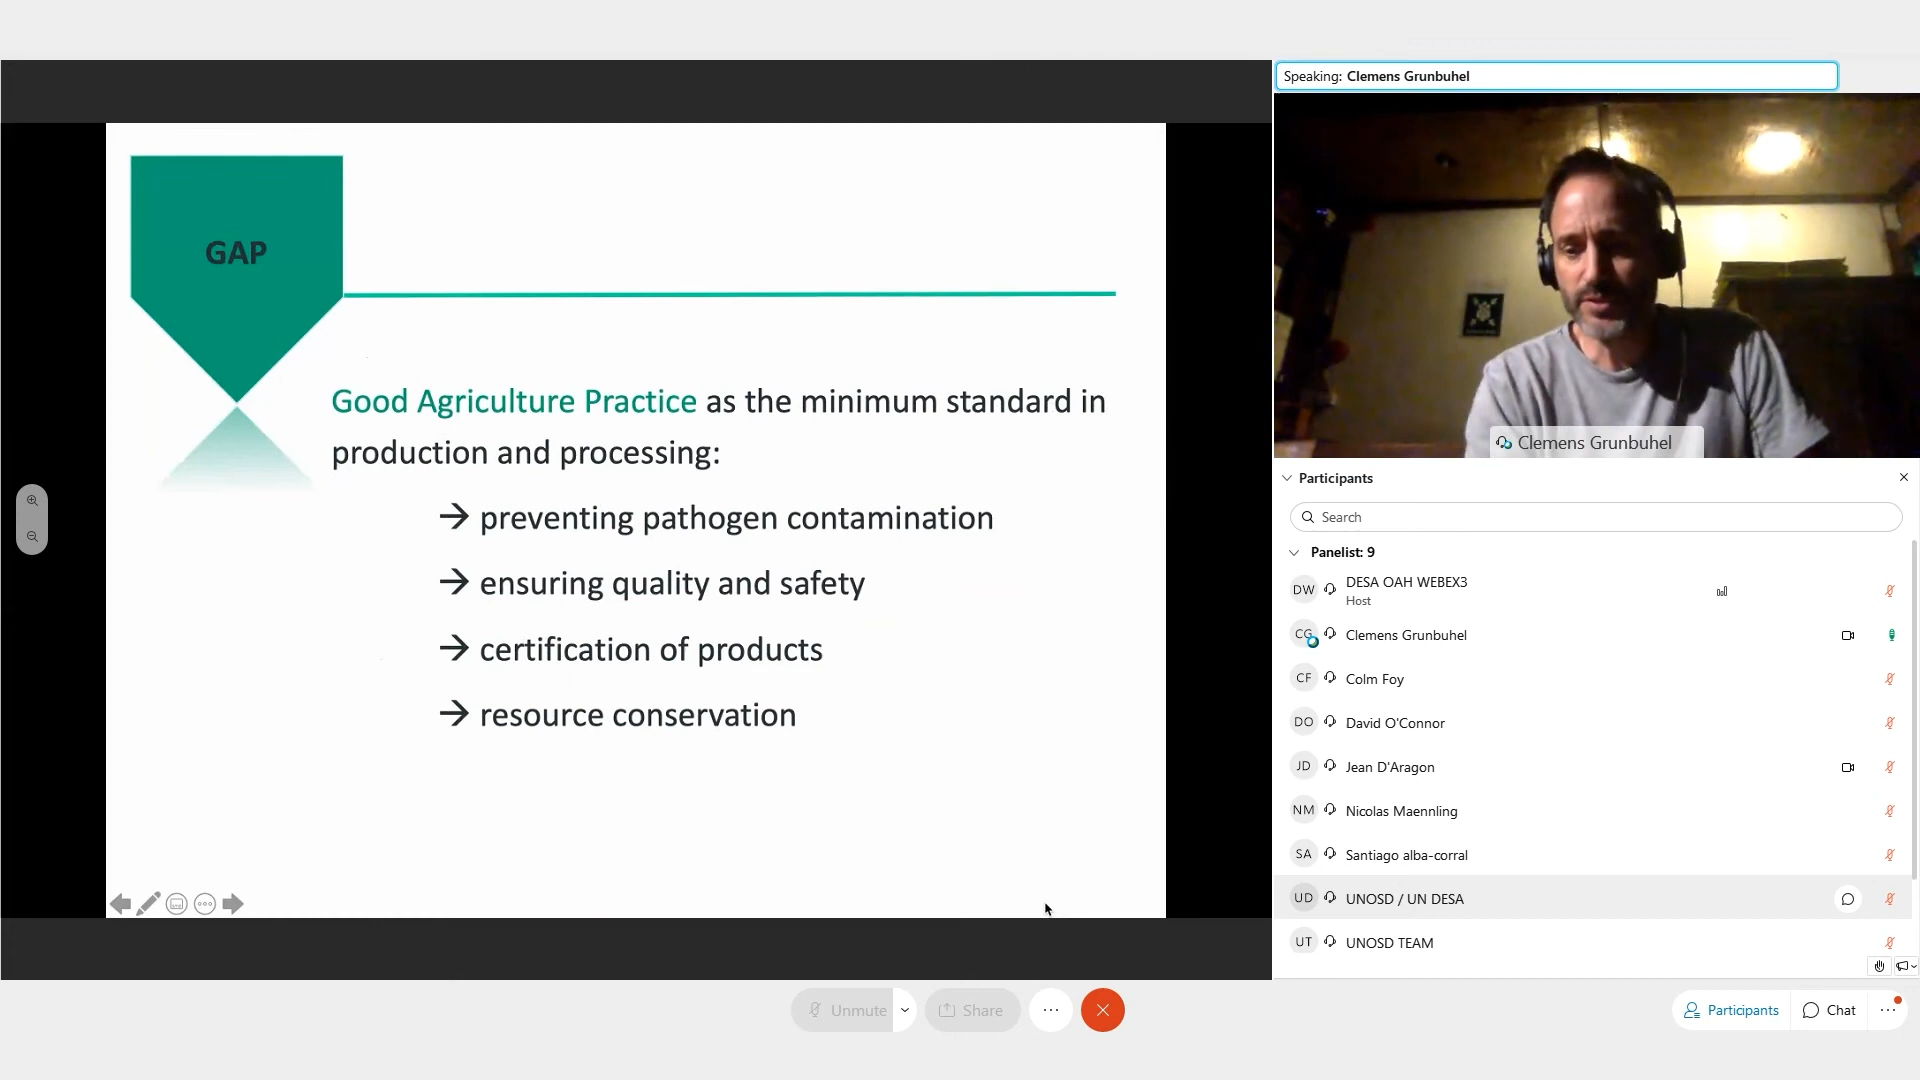 Speaking: Clemens Grunbuhel
GAP
Good Agriculture Practice as the minimum standard in
production and processing:
→ preventing pathogen contamination
→ ensuring quality and safety
→ certification of products
→ resource conservation
Clemens Grunbuhel
Participants
Search
Panelist: 9
DW DESA OAH WEBEX3
Host
CG Clemens Grunbuhel
CF Colm Foy
DO David O'Connor
JD Jean D'Aragon
NM Nicolas Maennling
SA Santiago alba-corral
UD UNOSD / UN DESA
UT UNOSD TEAM
Unmute
Share
Participants
Chat